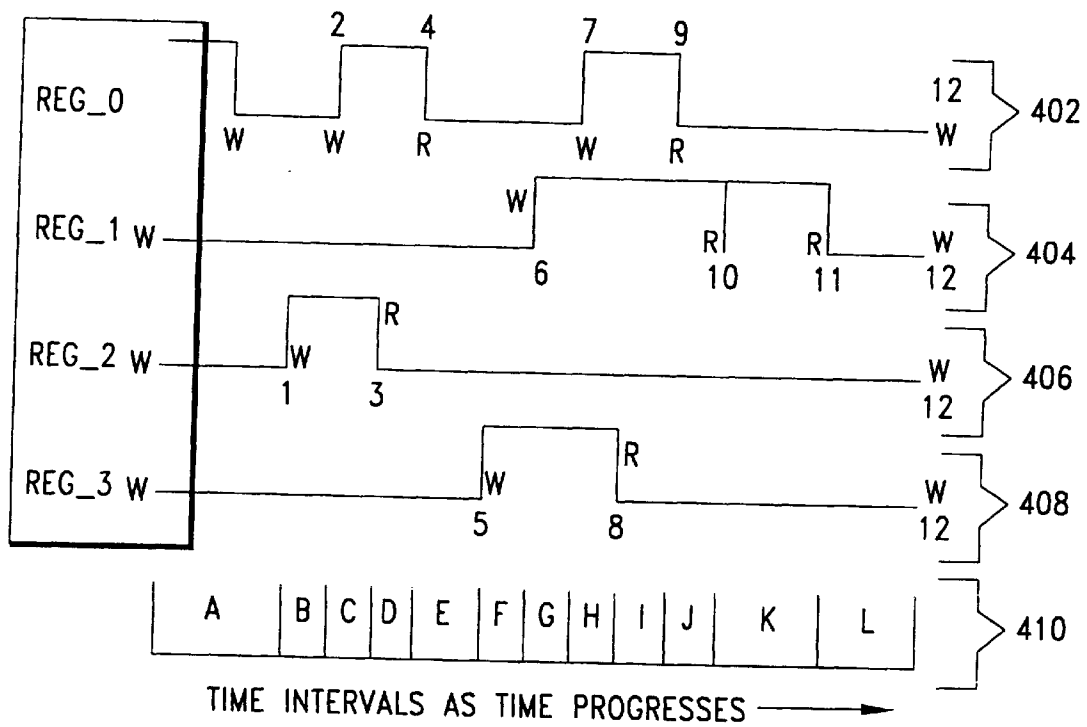 2 4 7 9
REG_0 12 402
W W R W R W
W
REG_1 W R R W 404
6 10 11 12
R
REG_2 W W W 406
1 3 12
R
REG_3 W W W 408
5 8 12
A B C D E F G H I J K L 410
TIME INTERVALS AS TIME PROGRESSES